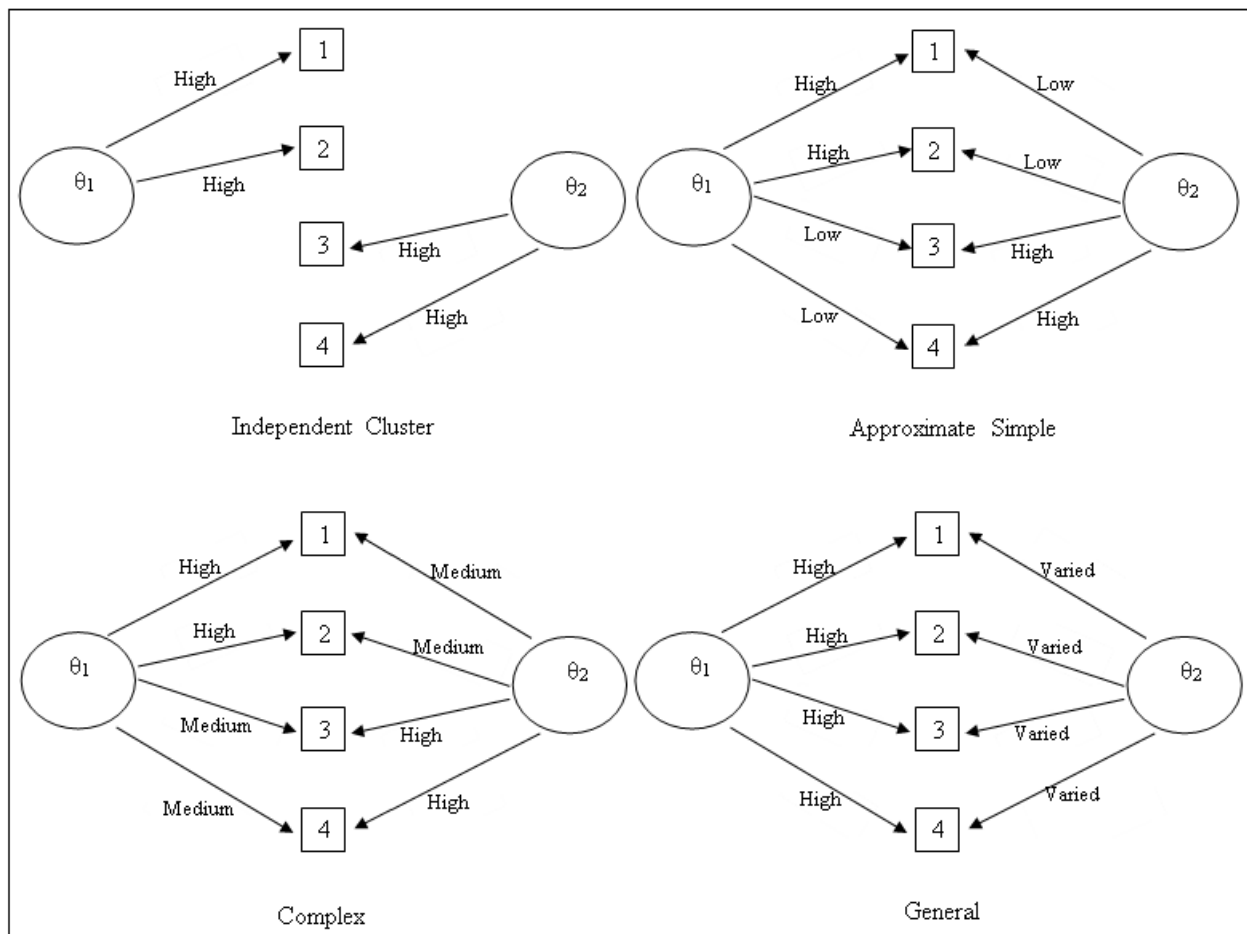 1
High
2
θ1
High
θ2
3
High
4
High
Independent Cluster
1
High
Low
2
High
Low
θ1
θ2
3
Low
High
4
Low
High
Approximate Simple
1
High
Medium
2
High
Medium
θ1
θ2
3
Medium
High
4
Medium
High
Complex
1
High
Varied
2
High
Varied
θ1
θ2
3
High
Varied
4
High
Varied
General